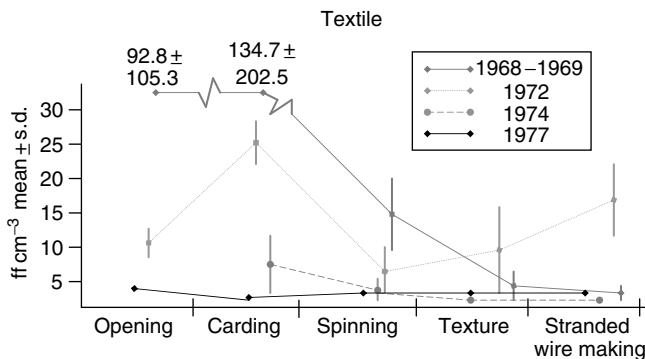 Textile
92.8 ±
105.3
134.7 ±
202.5
1968–1969
1972
1974
1977
ff cm⁻³ mean ± s.d.
30
25
20
15
10
5
Opening
Carding
Spinning
Texture
Stranded
wire making